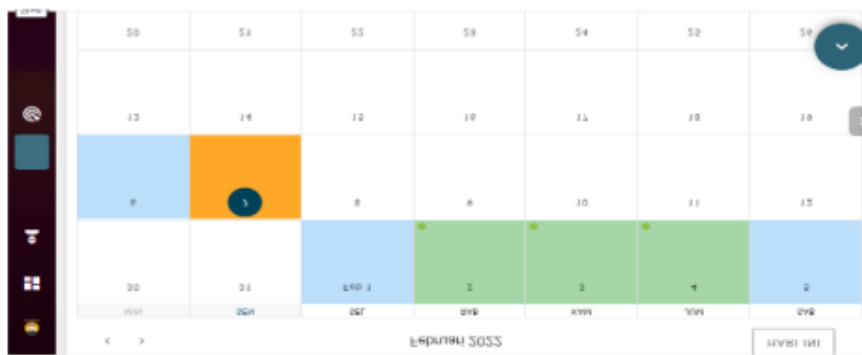 Februari 2022 HARI INI
MIN SEN SEL RAB KAM JUM SAB
30 31 Feb 1 2 3 4 5
6 7 8 9 10 11 12
13 14 15 16 17 18 19
20 21 22 23 24 25 26